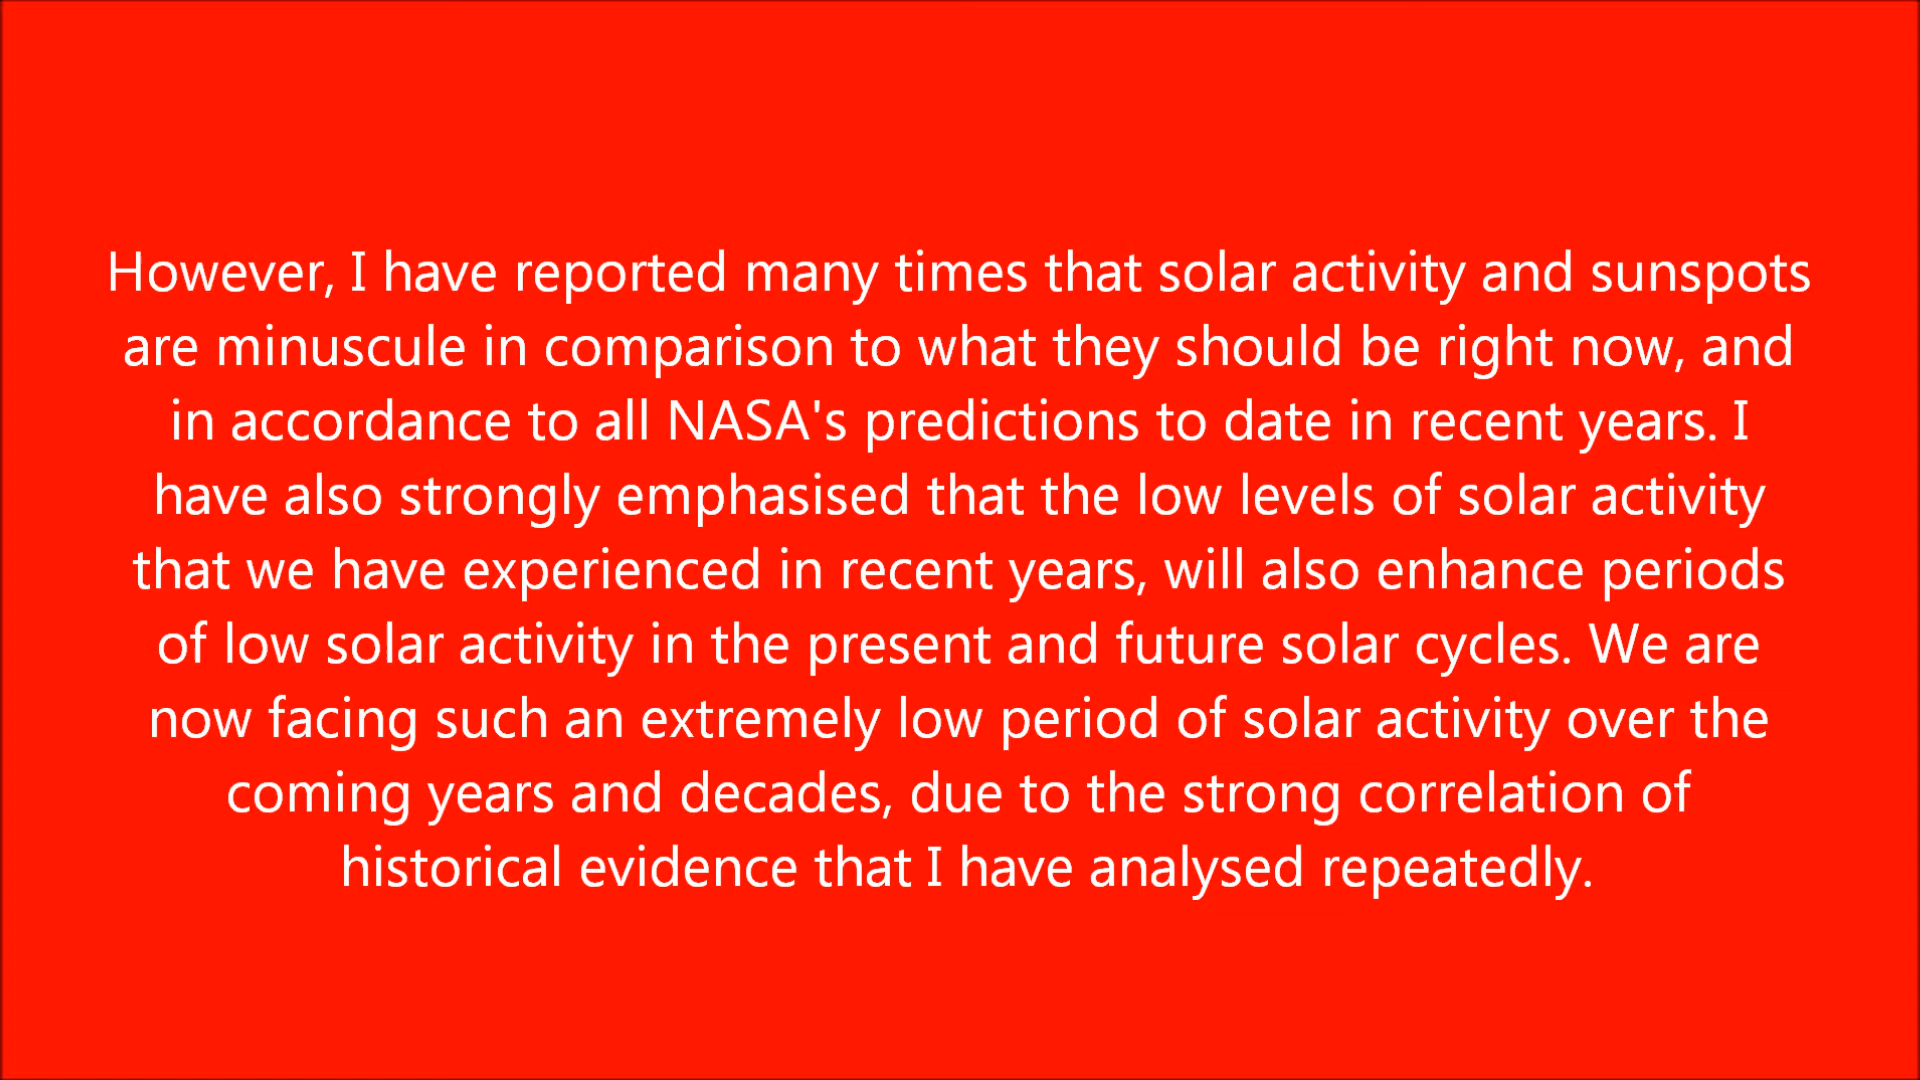 However, I have reported many times that solar activity and sunspots
are minuscule in comparison to what they should be right now, and
in accordance to all NASA's predictions to date in recent years. I
have also strongly emphasised that the low levels of solar activity
that we have experienced in recent years, will also enhance periods
of low solar activity in the present and future solar cycles. We are
now facing such an extremely low period of solar activity over the
coming years and decades, due to the strong correlation of
historical evidence that I have analysed repeatedly.